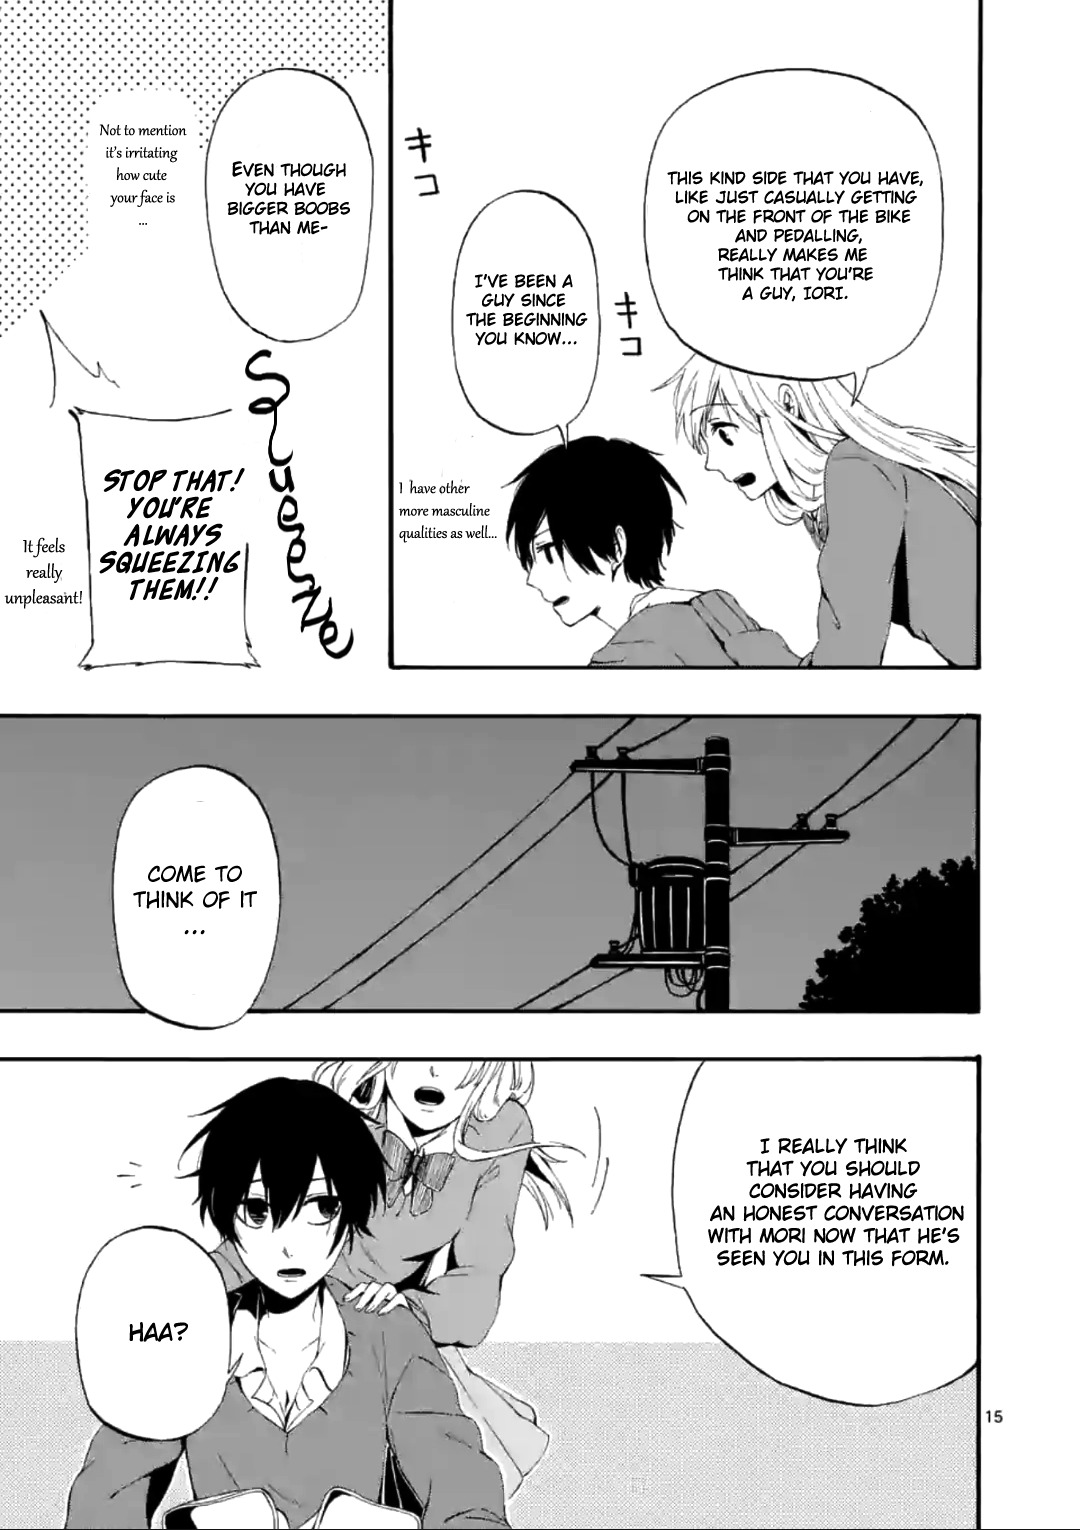 THIS KIND SIDE THAT YOU HAVE,
LIKE JUST CASUALLY GETTING
ON THE FRONT OF THE BIKE
AND PEDALLING,
REALLY MAKES ME
THINK THAT YOU'RE
A GUY, IORI.
キコ
キコ
I'VE BEEN A
GUY SINCE
THE BEGINNING
YOU KNOW...
I have other
more masculine
qualities as well...
EVEN THOUGH
YOU HAVE
BIGGER BOOBS
THAN ME-
Not to mention
it's irritating
how cute
your face is
...
Squeeeze
STOP THAT!
YOU'RE
ALWAYS
SQUEEZING
THEM!!
It feels
really
unpleasant!
COME TO
THINK OF IT
...
I REALLY THINK
THAT YOU SHOULD
CONSIDER HAVING
AN HONEST CONVERSATION
WITH MORI NOW THAT HE'S
SEEN YOU IN THIS FORM.
HAA?
15